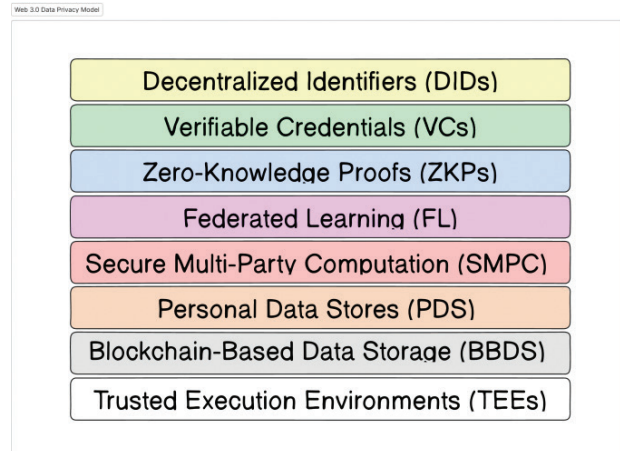 Web 3.0 Data Privacy Model
Decentralized Identifiers (DIDs)
Verifiable Credentials (VCs)
Zero-Knowledge Proofs (ZKPs)
Federated Learning (FL)
Secure Multi-Party Computation (SMPC)
Personal Data Stores (PDS)
Blockchain-Based Data Storage (BBDS)
Trusted Execution Environments (TEEs)